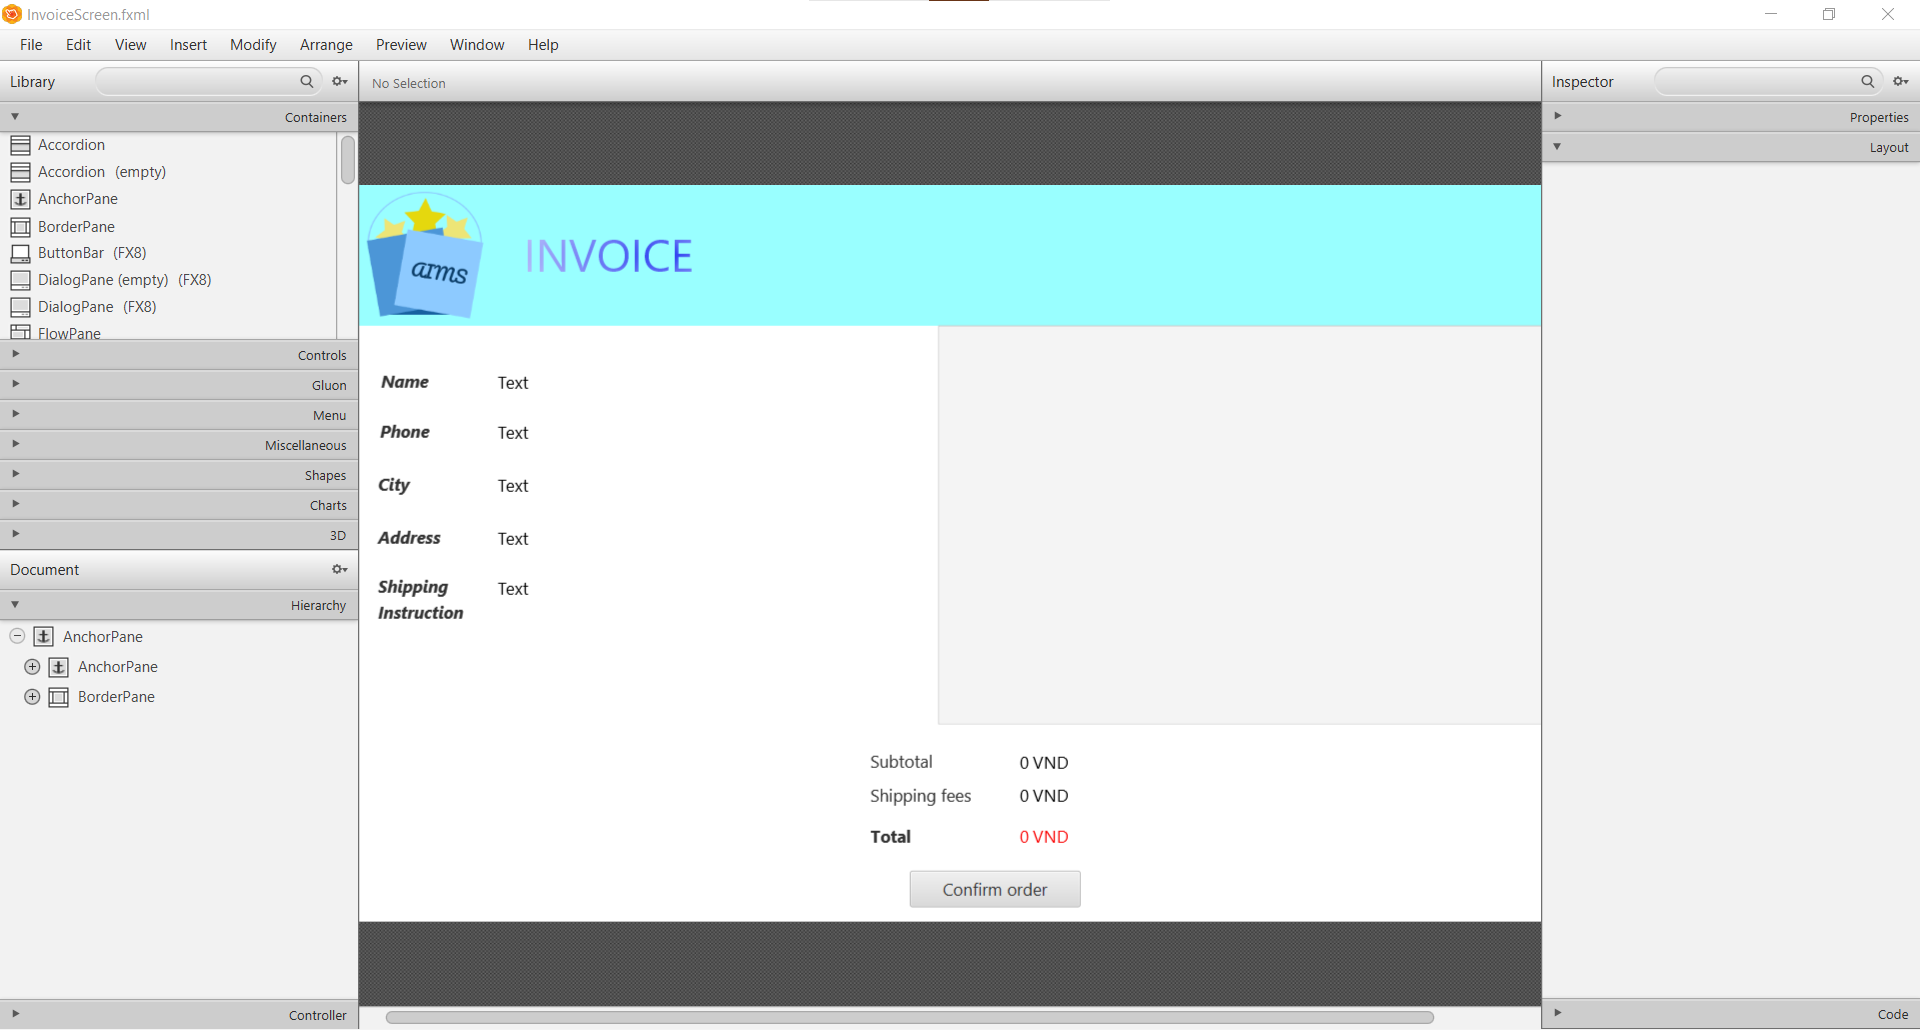 InvoiceScreen.fxml
File Edit View Insert Modify Arrange Preview Window Help
Library
No Selection
Inspector
Containers
Properties
Layout
Accordion
Accordion (empty)
AnchorPane
BorderPane
ButtonBar (FX8)
DialogPane (empty) (FX8)
DialogPane (FX8)
FlowPane
Controls
Gluon
Menu
Miscellaneous
Shapes
Charts
3D
Document
Hierarchy
AnchorPane
AnchorPane
BorderPane
Controller
arms
INVOICE
Name Text
Phone Text
City Text
Address Text
Shipping Text
Instruction
Subtotal 0 VND
Shipping fees 0 VND
Total 0 VND
Confirm order
Code